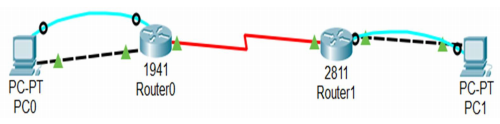 PC-PT
PC0
1941
Router0
2811
Router1
PC-PT
PC1